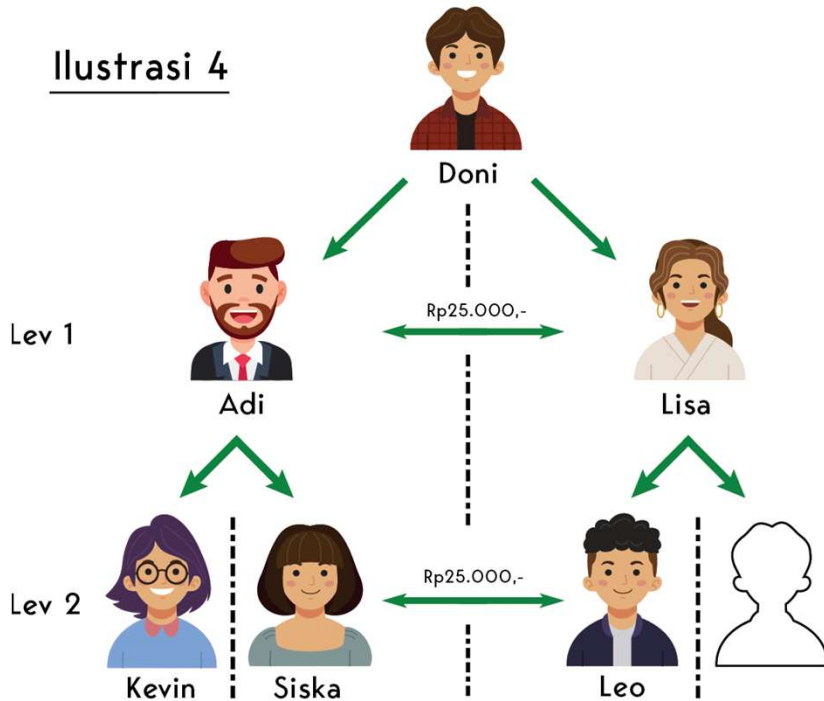 Ilustrasi 4
Doni
Rp25.000,-
Lev 1
Adi
Lisa
Lev 2
Rp25.000,-
Kevin
Siska
Leo